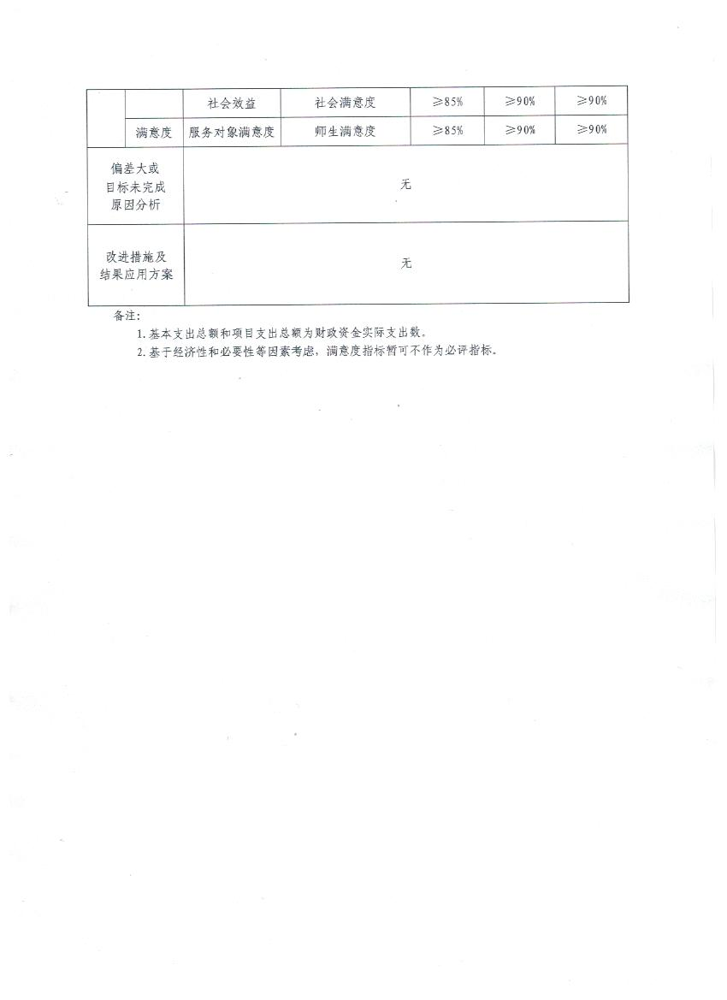 社会效益 社会满意度 ≥85% ≥90% ≥90%
满意度 服务对象满意度 师生满意度 ≥85% ≥90% ≥90%
偏差大或
目标未完成
原因分析
无
改进措施及
结果应用方案
无
备注：
1.基本支出总额和项目支出总额为财政资金实际支出数。
2.基于经济性和必要性等因素考虑，满意度指标暂可不作为必评指标。